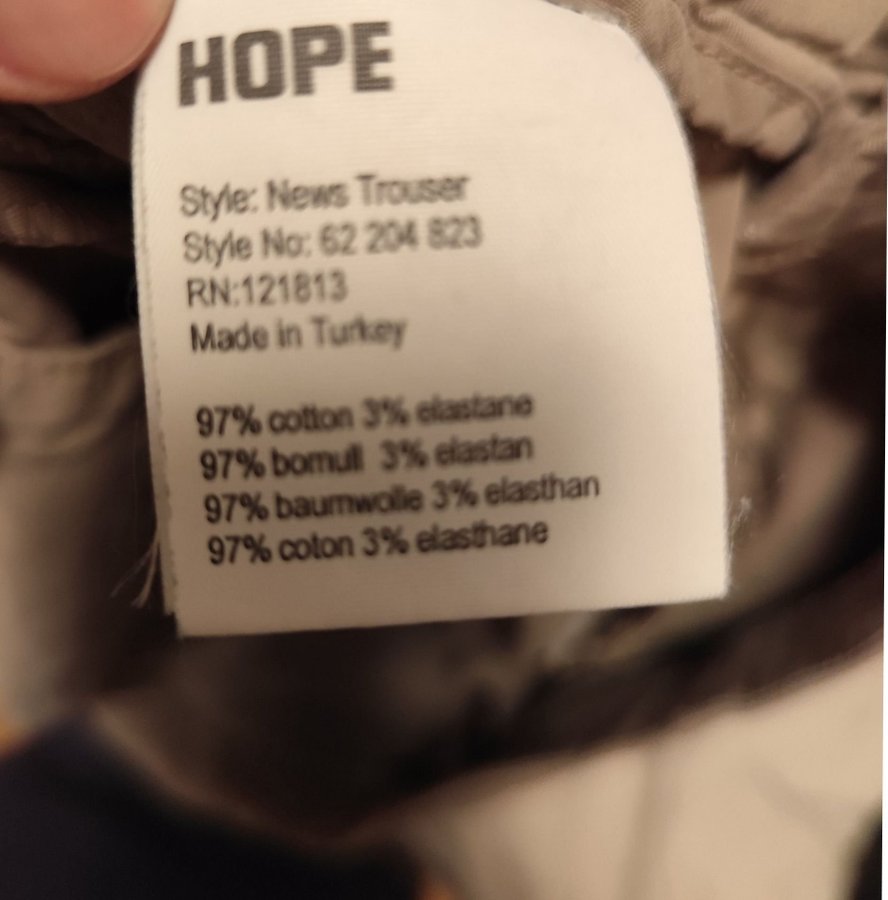 HOPE
Style: News Trouser
Style No: 62 204 823
RN:121813
Made in Turkey
97% cotton 3% elastane
97% bomull 3% elastan
97% baumwolle 3% elasthan
97% coton 3% elasthane